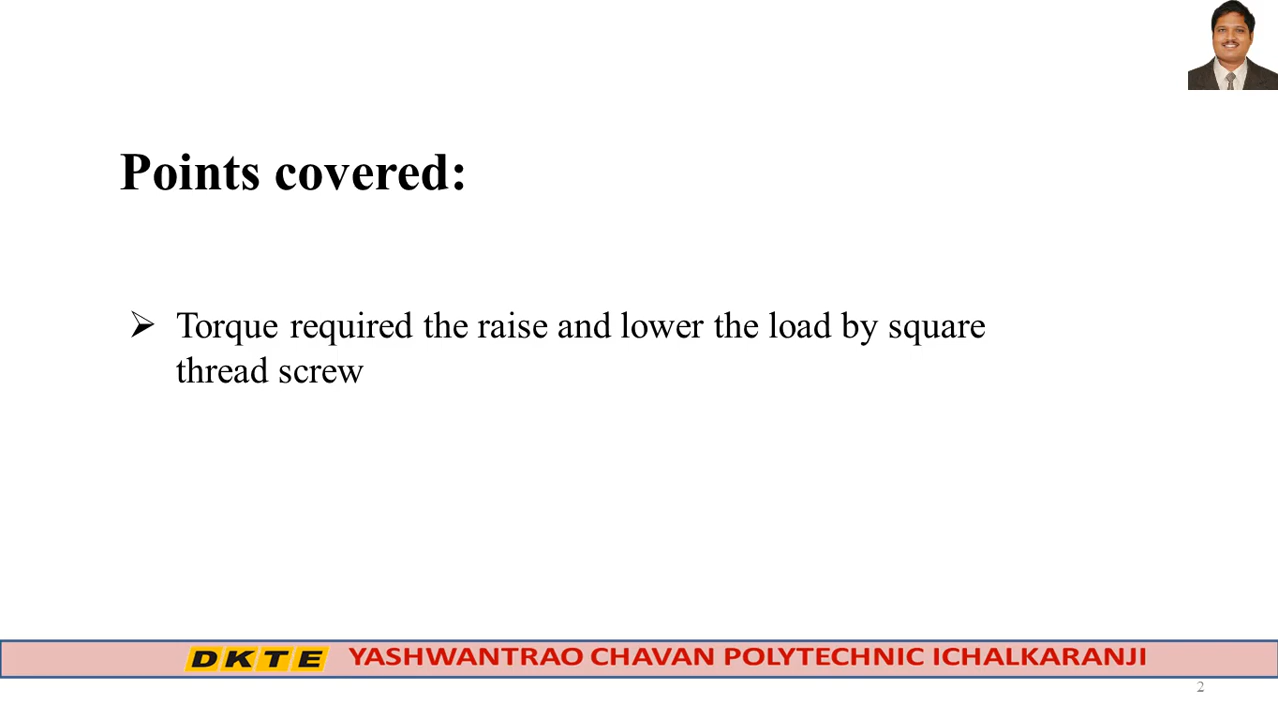 Points covered:
➢ Torque required the raise and lower the load by square
thread screw
DKTE YASHWANTRAO CHAVAN POLYTECHNIC ICHALKARANJI
2